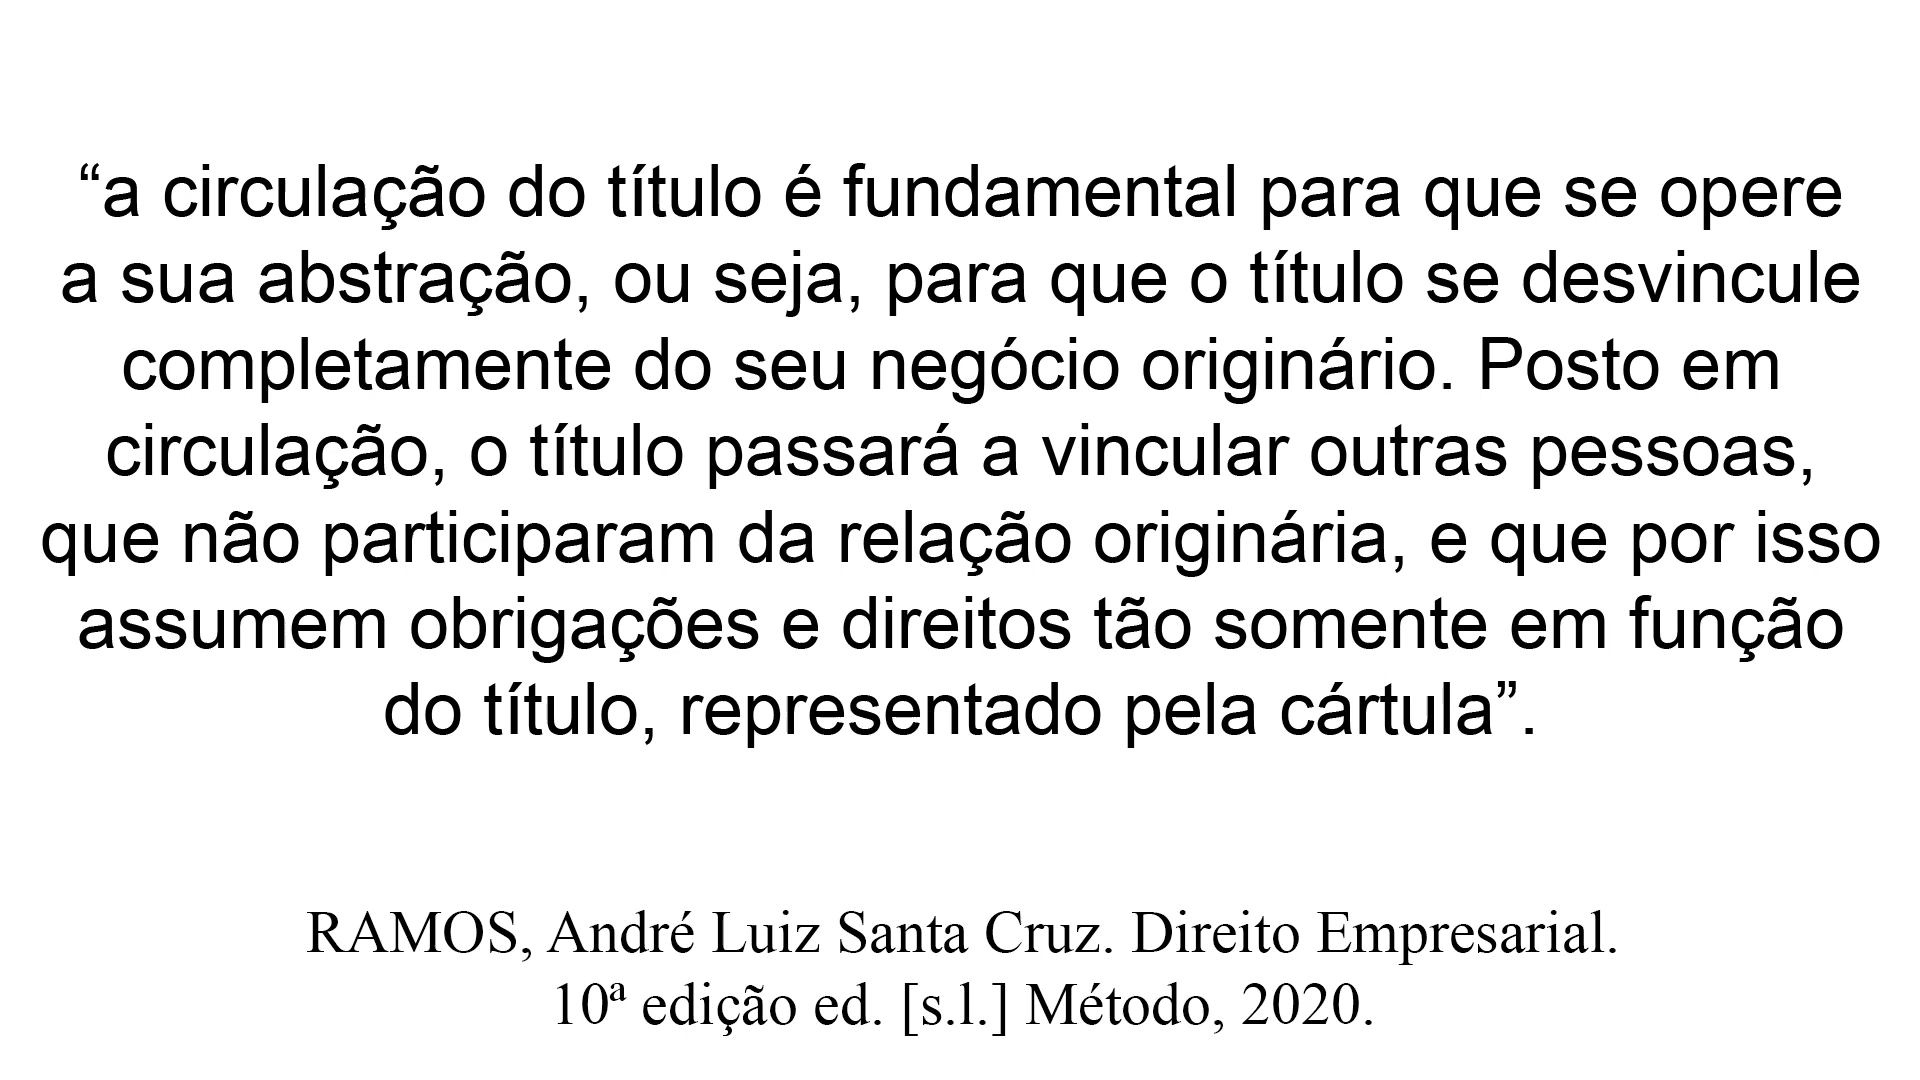 “a circulação do título é fundamental para que se opere
a sua abstração, ou seja, para que o título se desvincule
completamente do seu negócio originário. Posto em
circulação, o título passará a vincular outras pessoas,
que não participaram da relação originária, e que por isso
assumem obrigações e direitos tão somente em função
do título, representado pela cártula”.
RAMOS, André Luiz Santa Cruz. Direito Empresarial.
10ª edição ed. [s.l.] Método, 2020.